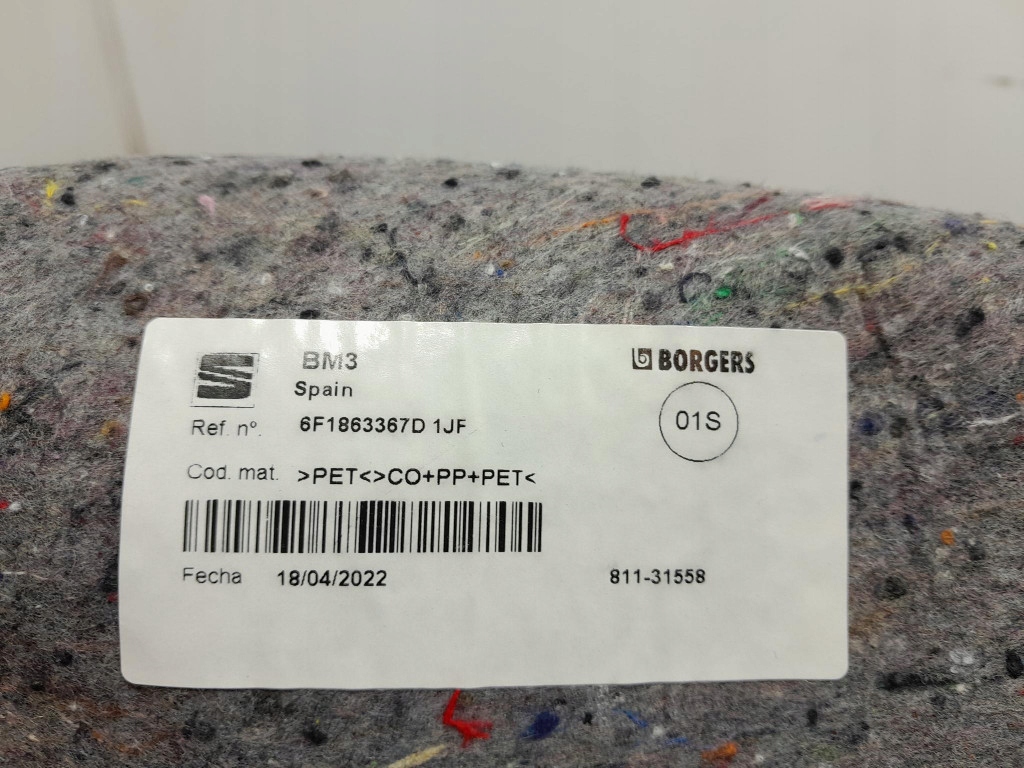 BM3
BORGERS
Spain
Ref. nº. 6F1863367D 1JF
01S
Cod. mat. >PET<>CO+PP+PET<
Fecha 18/04/2022
811-31558